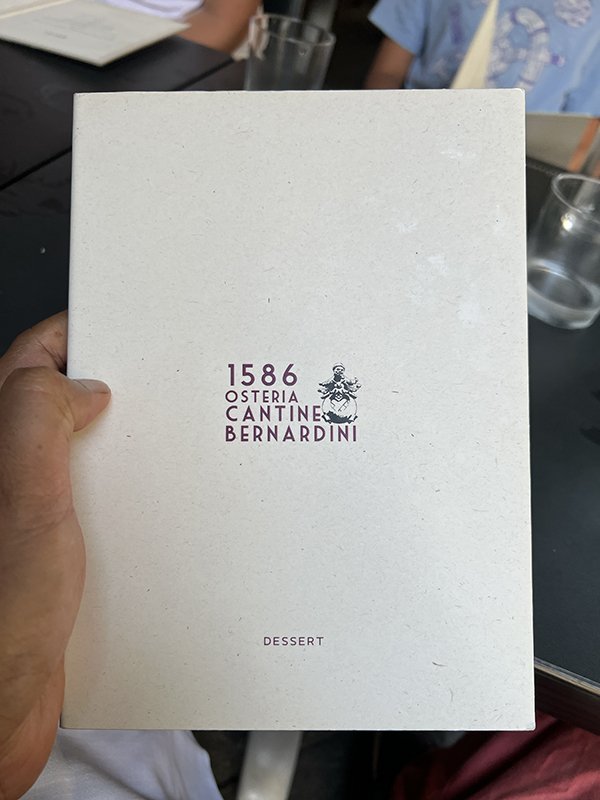 1586
OSTERIA
CANTINE
BERNARDINI
DESSERT